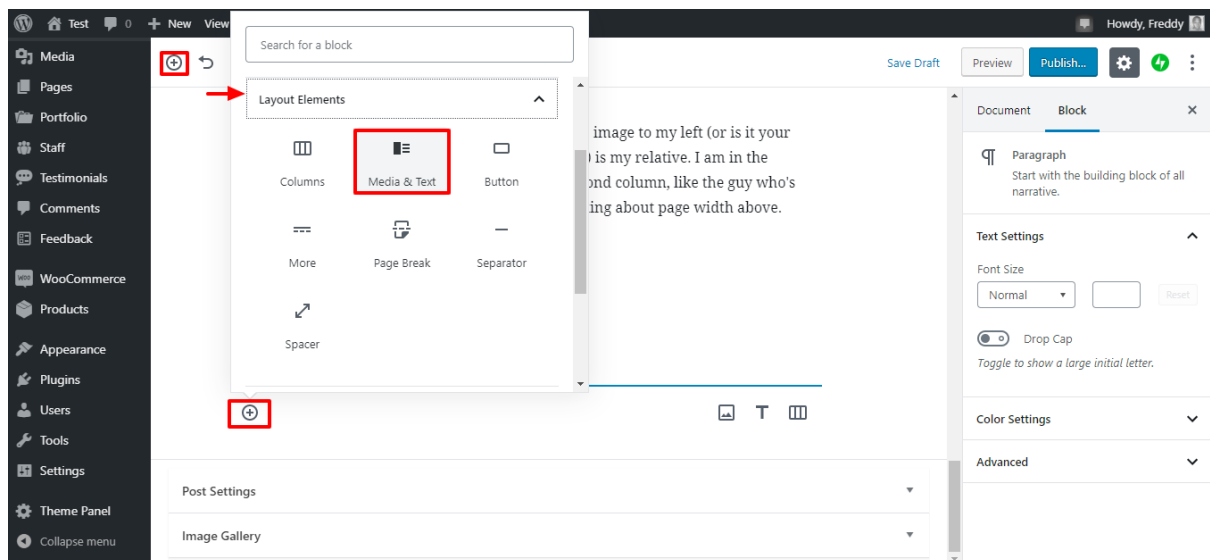 Test 0 New View
Howdy, Freddy
Media
Pages
Portfolio
Staff
Testimonials
Comments
Feedback
WooCommerce
Products
Appearance
Plugins
Users
Tools
Settings
Theme Panel
Collapse menu
Search for a block
Layout Elements
Columns
Media & Text
Button
More
Page Break
Separator
Spacer
Save Draft
Preview
Publish...
image to my left (or is it your
) is my relative. I am in the
ond column, like the guy who's
ing about page width above.
Post Settings
Image Gallery
Document
Block
Paragraph
Start with the building block of all
narrative.
Text Settings
Font Size
Normal
Reset
Drop Cap
Toggle to show a large initial letter.
Color Settings
Advanced